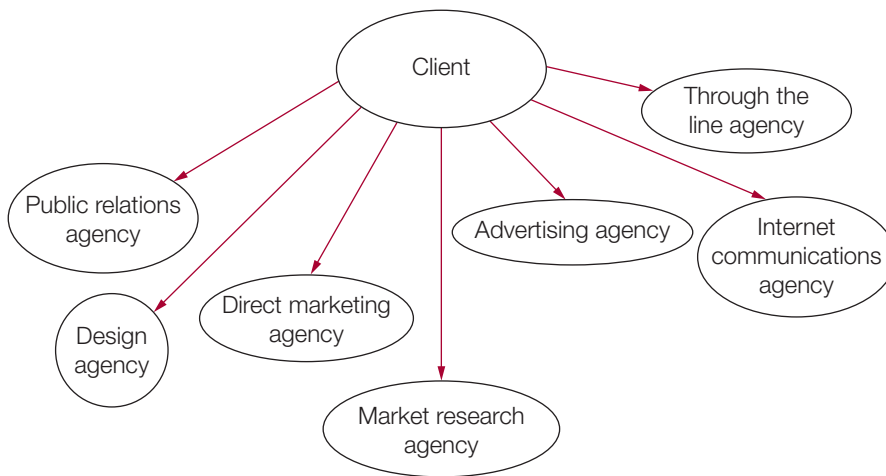 Client
Through the
line agency
Public relations
agency
Advertising agency
Internet
communications
agency
Direct marketing
agency
Design
agency
Market research
agency